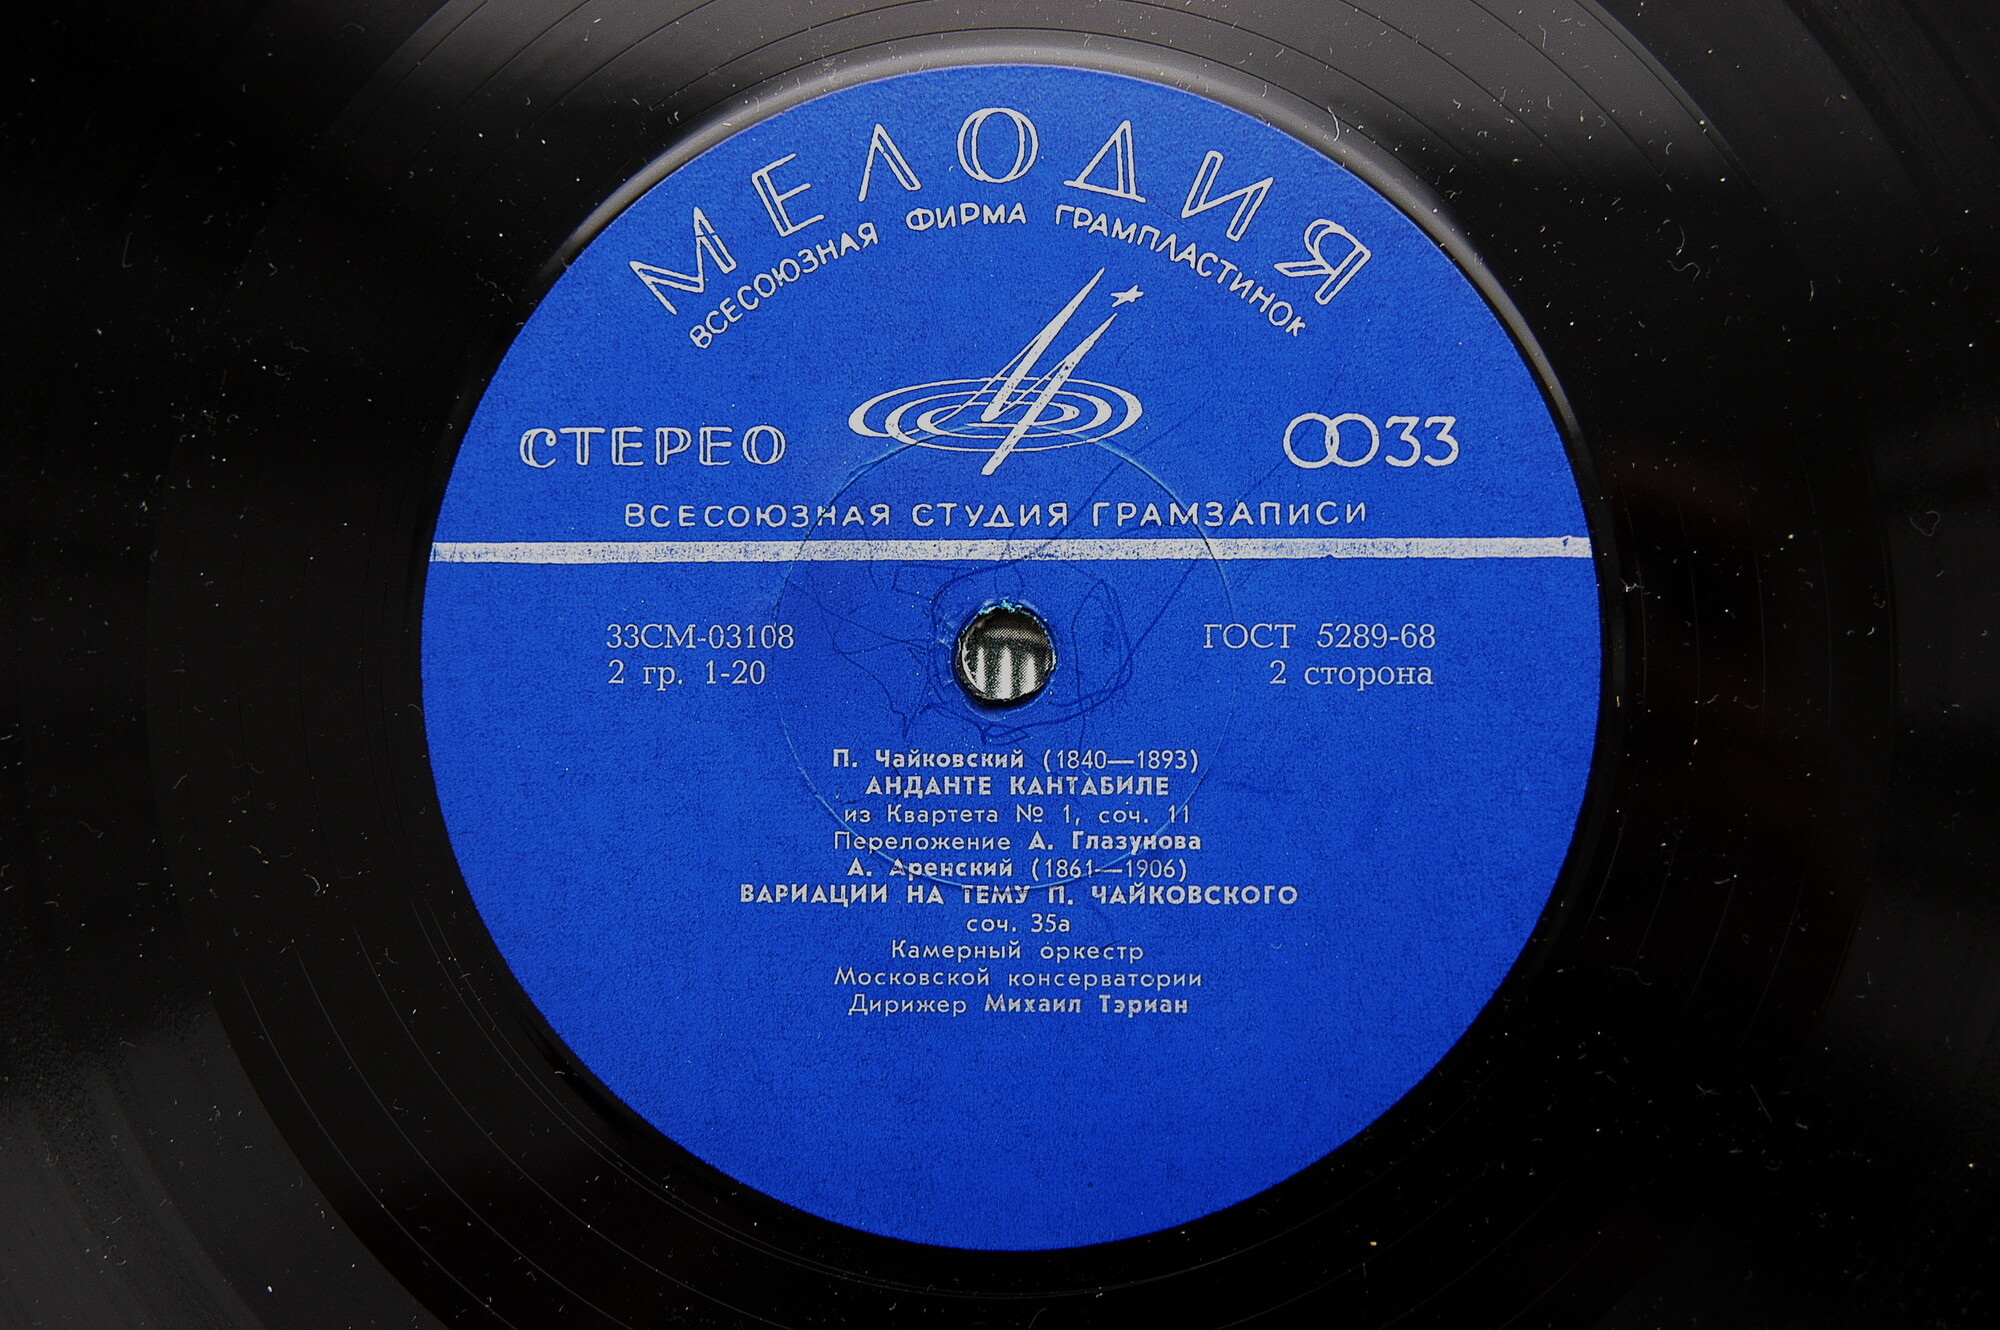 МЕЛОДИЯ
ВСЕСОЮЗНАЯ ФИРМА ГРАМПЛАСТИНОК
СТЕРЕО
33
ВСЕСОЮЗНАЯ СТУДИЯ ГРАМЗАПИСИ
33СМ-03108
2 гр. 1-20
ГОСТ 5289-68
2 сторона
П. Чайковский (1840—1893)
АНДАНТЕ КАНТАБИЛЕ
из Квартета № 1, соч. 11
Переложение А. Глазунова
А. Аренский (1861—1906)
ВАРИАЦИИ НА ТЕМУ П. ЧАЙКОВСКОГО
соч. 35а
Камерный оркестр
Московской консерватории
Дирижер Михаил Тэриан